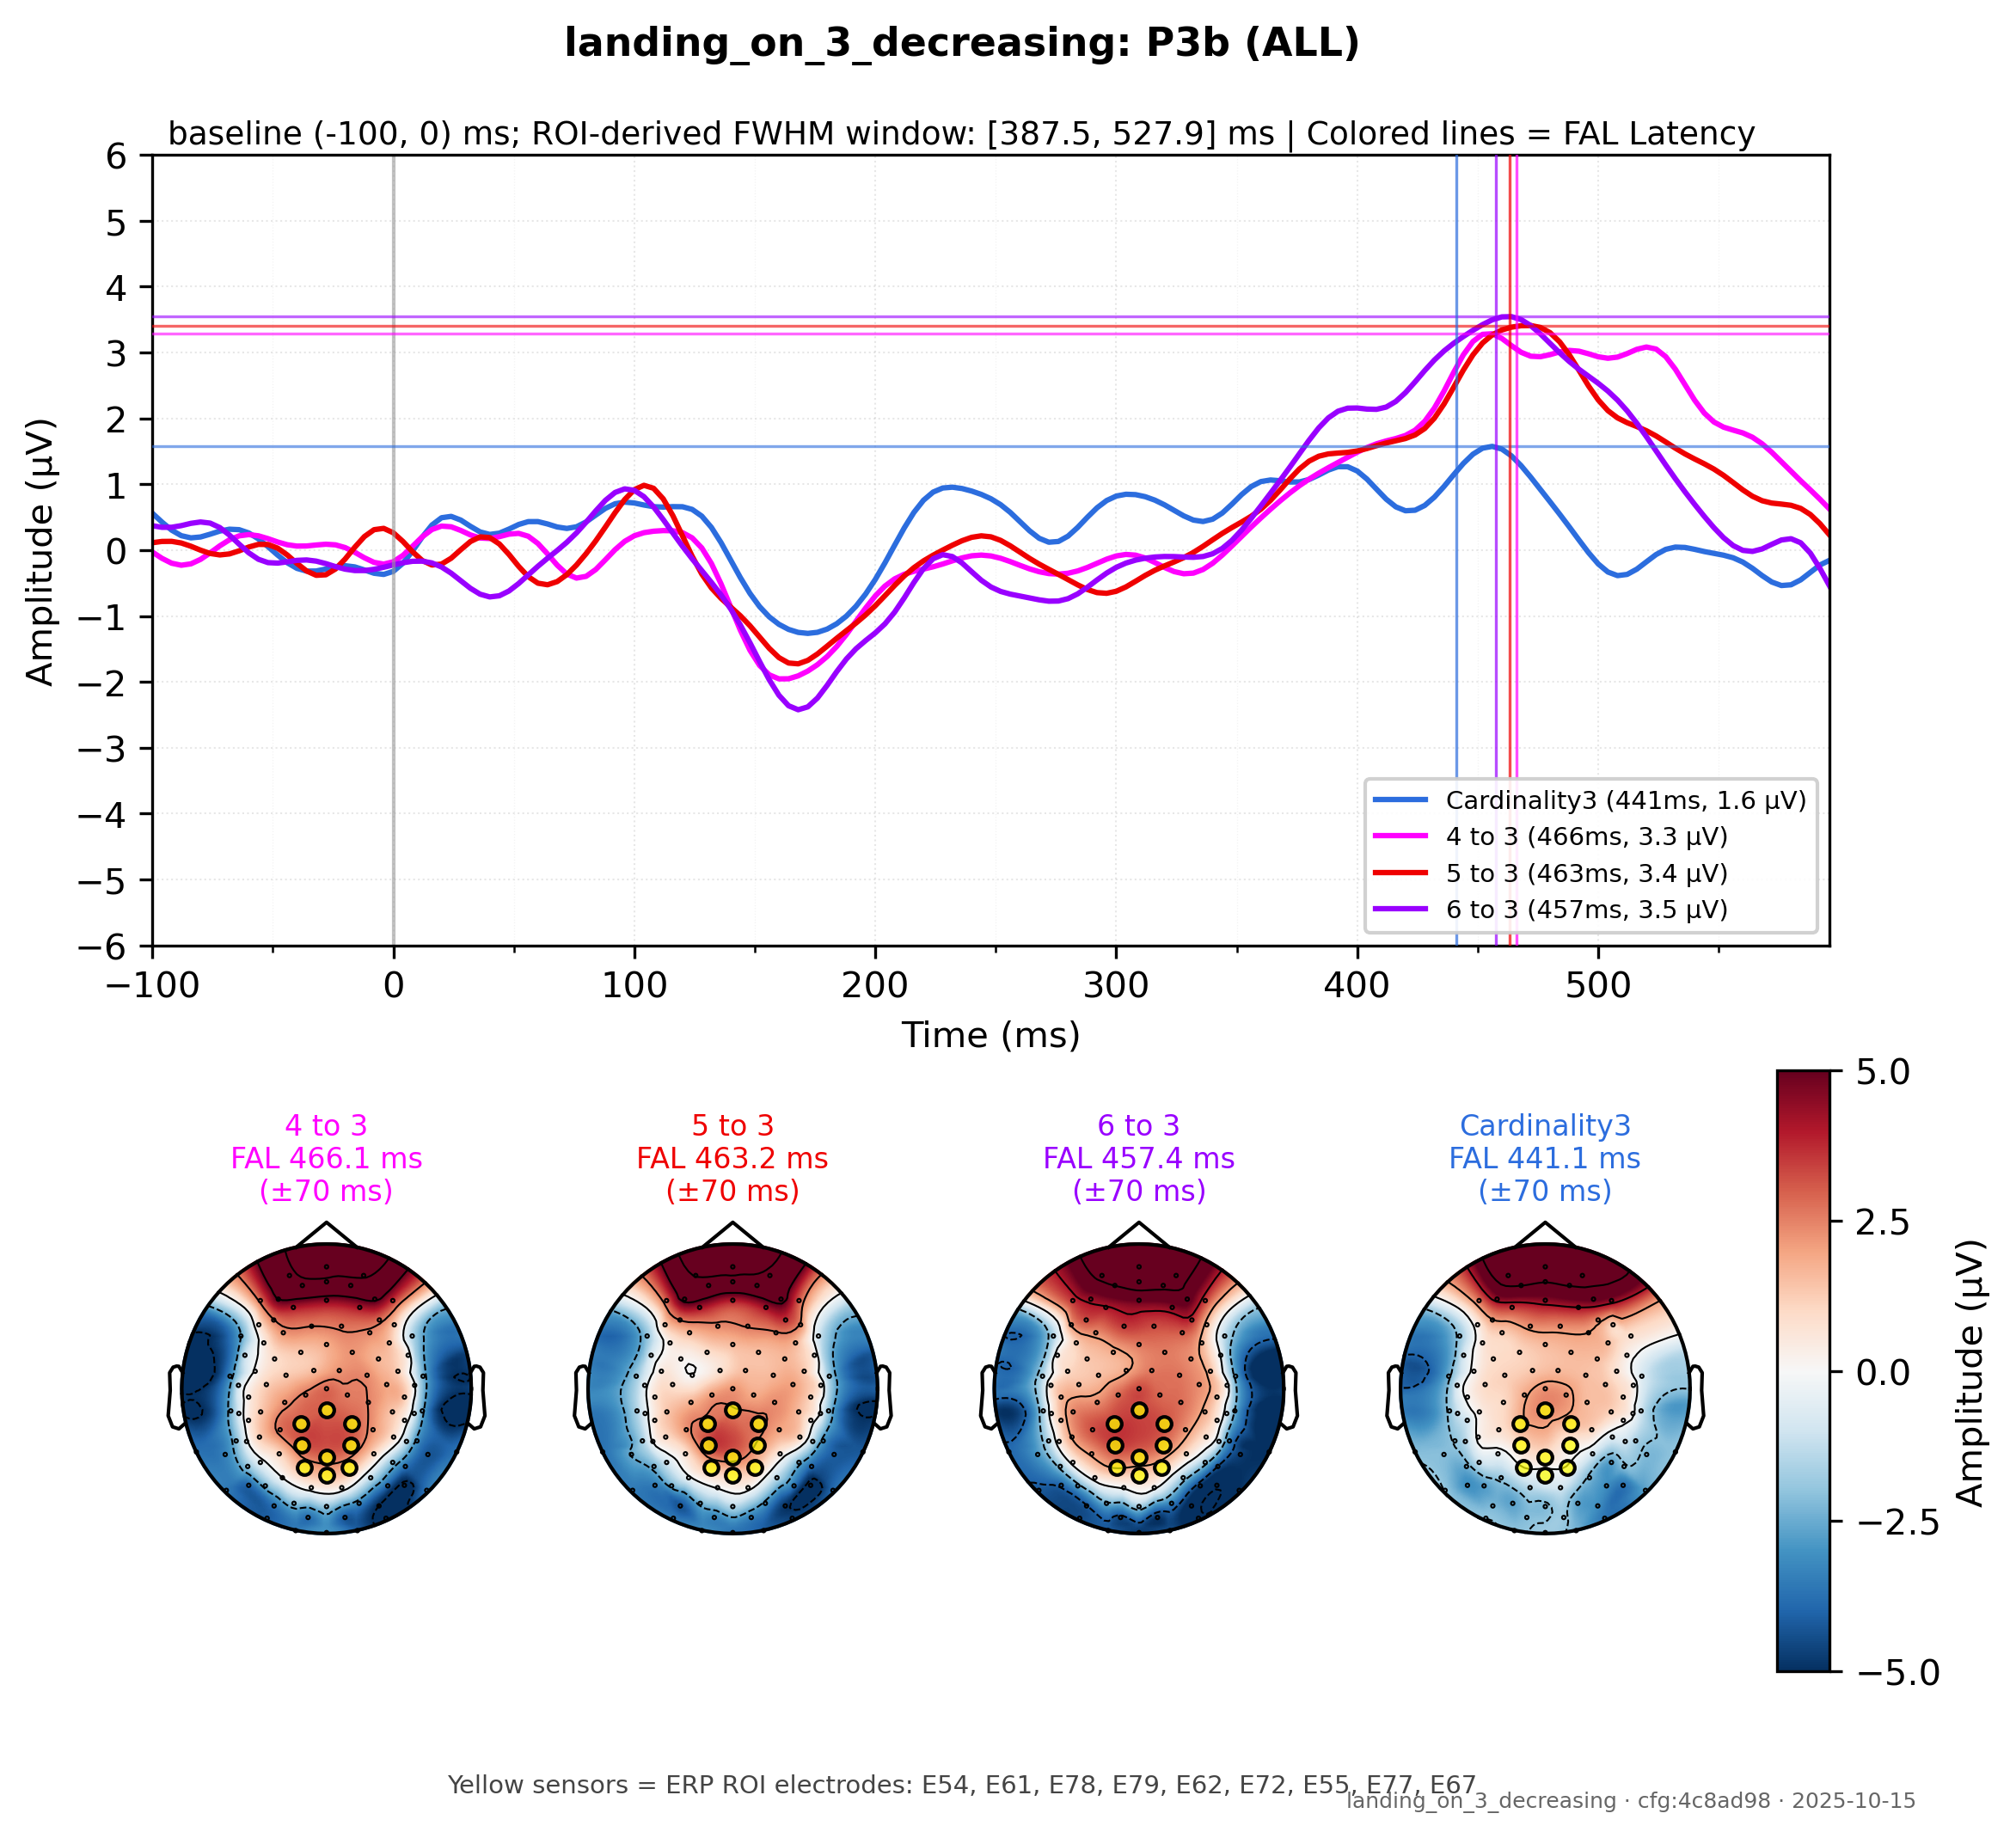 landing_on_3_decreasing: P3b (ALL)
baseline (-100, 0) ms; ROI-derived FWHM window: [387.5, 527.9] ms | Colored lines = FAL Latency
Amplitude (µV)
6
5
4
3
2
1
0
−1
−2
−3
−4
−5
−6
Cardinality3 (441ms, 1.6 µV)
4 to 3 (466ms, 3.3 µV)
5 to 3 (463ms, 3.4 µV)
6 to 3 (457ms, 3.5 µV)
−100 0 100 200 300 400 500
Time (ms)
4 to 3
FAL 466.1 ms
(±70 ms)
5 to 3
FAL 463.2 ms
(±70 ms)
6 to 3
FAL 457.4 ms
(±70 ms)
Cardinality3
FAL 441.1 ms
(±70 ms)
5.0
2.5
0.0
−2.5
−5.0
Amplitude (µV)
Yellow sensors = ERP ROI electrodes: E54, E61, E78, E79, E62, E72, E55, E77, E67
landing_on_3_decreasing · cfg:4c8ad98 · 2025-10-15